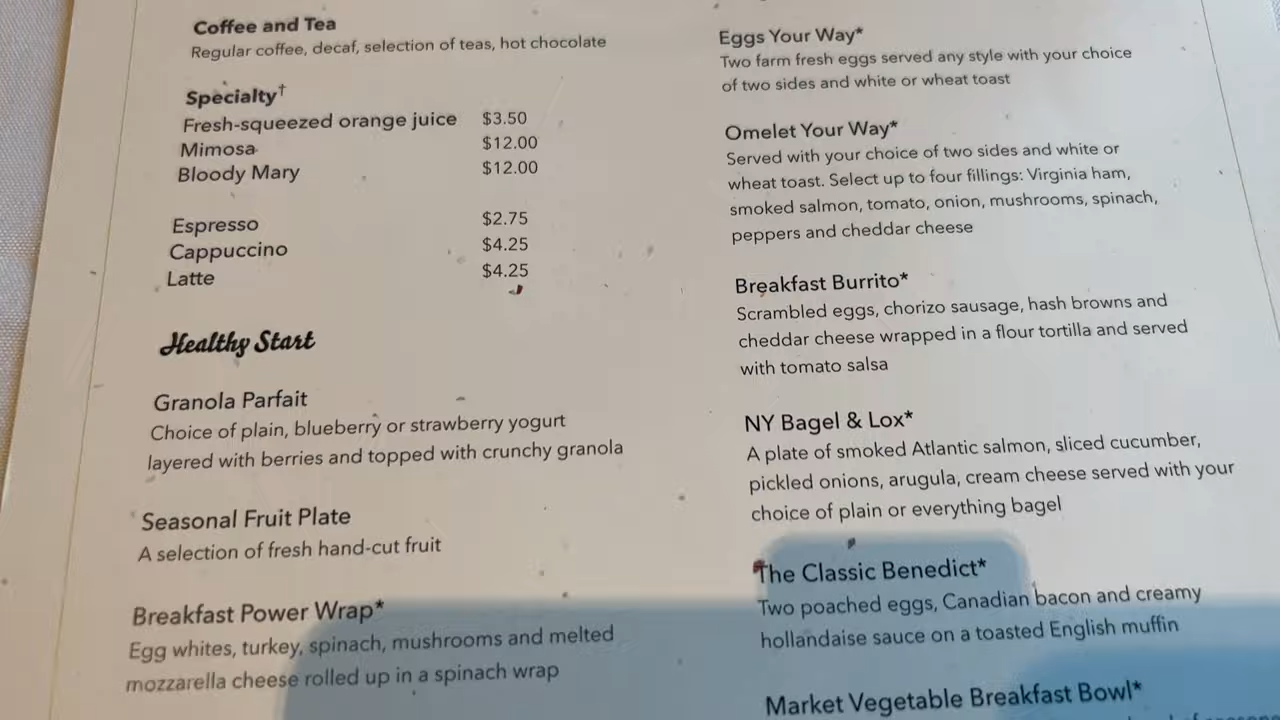 Coffee and Tea
Regular coffee, decaf, selection of teas, hot chocolate
Specialty†
Fresh-squeezed orange juice $3.50
Mimosa $12.00
Bloody Mary $12.00
Espresso $2.75
Cappuccino $4.25
Latte $4.25
Healthy Start
Granola Parfait
Choice of plain, blueberry or strawberry yogurt
layered with berries and topped with crunchy granola
Seasonal Fruit Plate
A selection of fresh hand-cut fruit
Breakfast Power Wrap*
Egg whites, turkey, spinach, mushrooms and melted
mozzarella cheese rolled up in a spinach wrap
Eggs Your Way*
Two farm fresh eggs served any style with your choice
of two sides and white or wheat toast
Omelet Your Way*
Served with your choice of two sides and white or
wheat toast. Select up to four fillings: Virginia ham,
smoked salmon, tomato, onion, mushrooms, spinach,
peppers and cheddar cheese
Breakfast Burrito*
Scrambled eggs, chorizo sausage, hash browns and
cheddar cheese wrapped in a flour tortilla and served
with tomato salsa
NY Bagel & Lox*
A plate of smoked Atlantic salmon, sliced cucumber,
pickled onions, arugula, cream cheese served with your
choice of plain or everything bagel
The Classic Benedict*
Two poached eggs, Canadian bacon and creamy
hollandaise sauce on a toasted English muffin
Market Vegetable Breakfast Bowl*